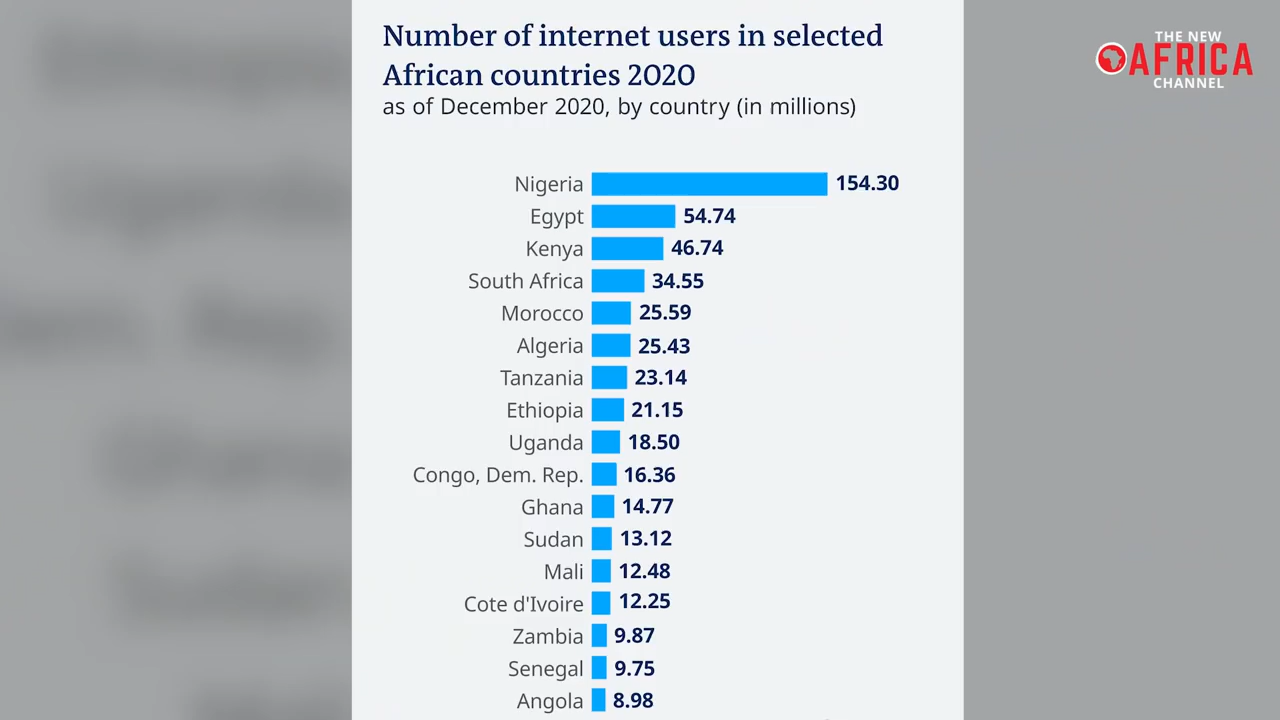 Number of internet users in selected
African countries 2020
as of December 2020, by country (in millions)
THE NEW
AFRICA
CHANNEL
Nigeria 154.30
Egypt 54.74
Kenya 46.74
South Africa 34.55
Morocco 25.59
Algeria 25.43
Tanzania 23.14
Ethiopia 21.15
Uganda 18.50
Congo, Dem. Rep. 16.36
Ghana 14.77
Sudan 13.12
Mali 12.48
Cote d'Ivoire 12.25
Zambia 9.87
Senegal 9.75
Angola 8.98